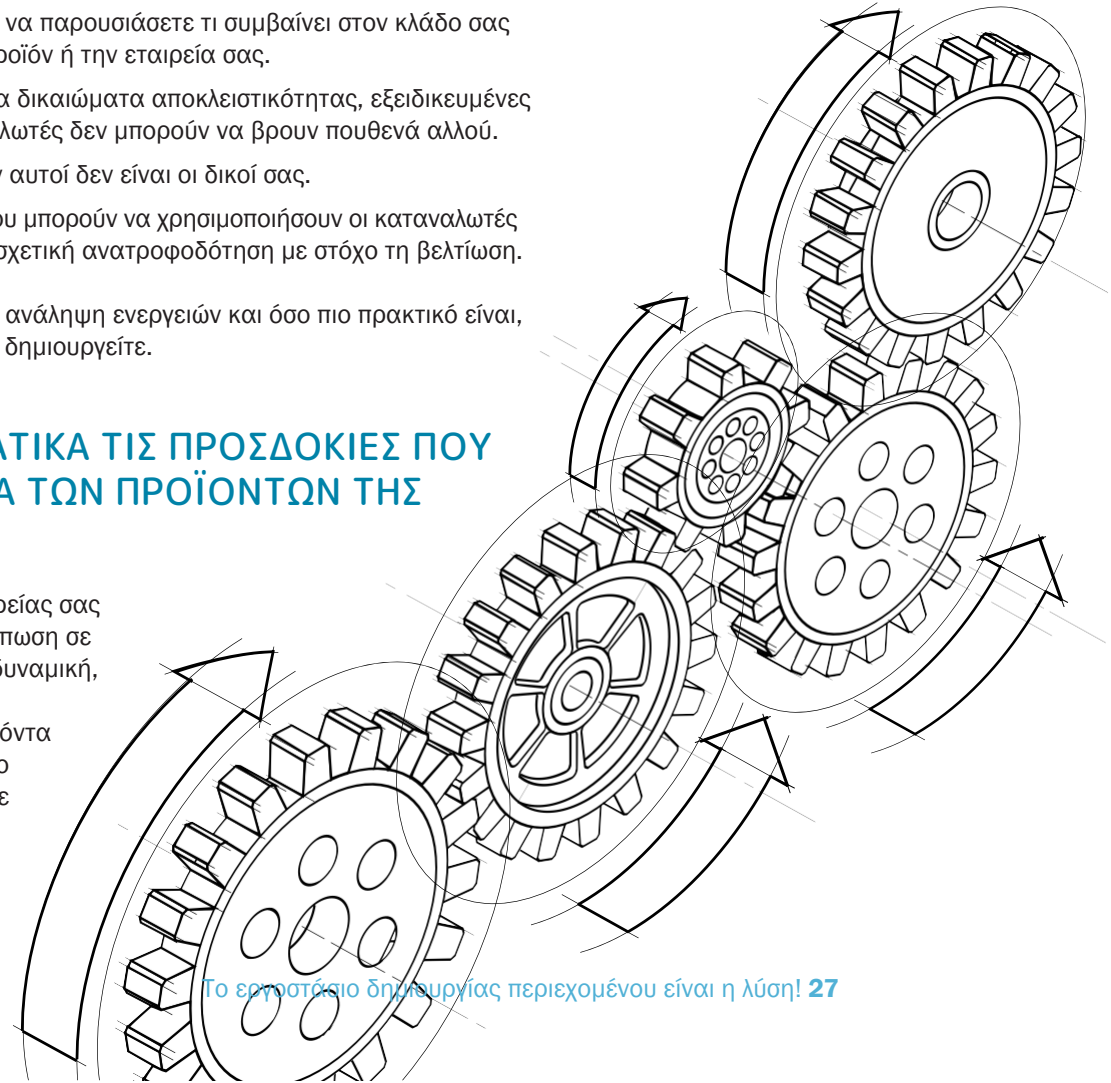 να παρουσιάσετε τι συμβαίνει στον κλάδο σας
ροϊόν ή την εταιρεία σας.
α δικαιώματα αποκλειστικότητας, εξειδικευμένες
λωτές δεν μπορούν να βρουν πουθενά αλλού.
ν αυτοί δεν είναι οι δικοί σας.
ου μπορούν να χρησιμοποιήσουν οι καταναλωτές
σχετική ανατροφοδότηση με στόχο τη βελτίωση.
ανάληψη ενεργειών και όσο πιο πρακτικό είναι,
δημιουργείτε.
ΑΤΙΚΑ ΤΙΣ ΠΡΟΣΔΟΚΙΕΣ ΠΟΥ
Α ΤΩΝ ΠΡΟΪΟΝΤΩΝ ΤΗΣ
ρείας σας
πωση σε
δυναμική,
όντα
ο
ε
Το εργοστάσιο δημιουργίας περιεχομένου είναι η λύση! 27